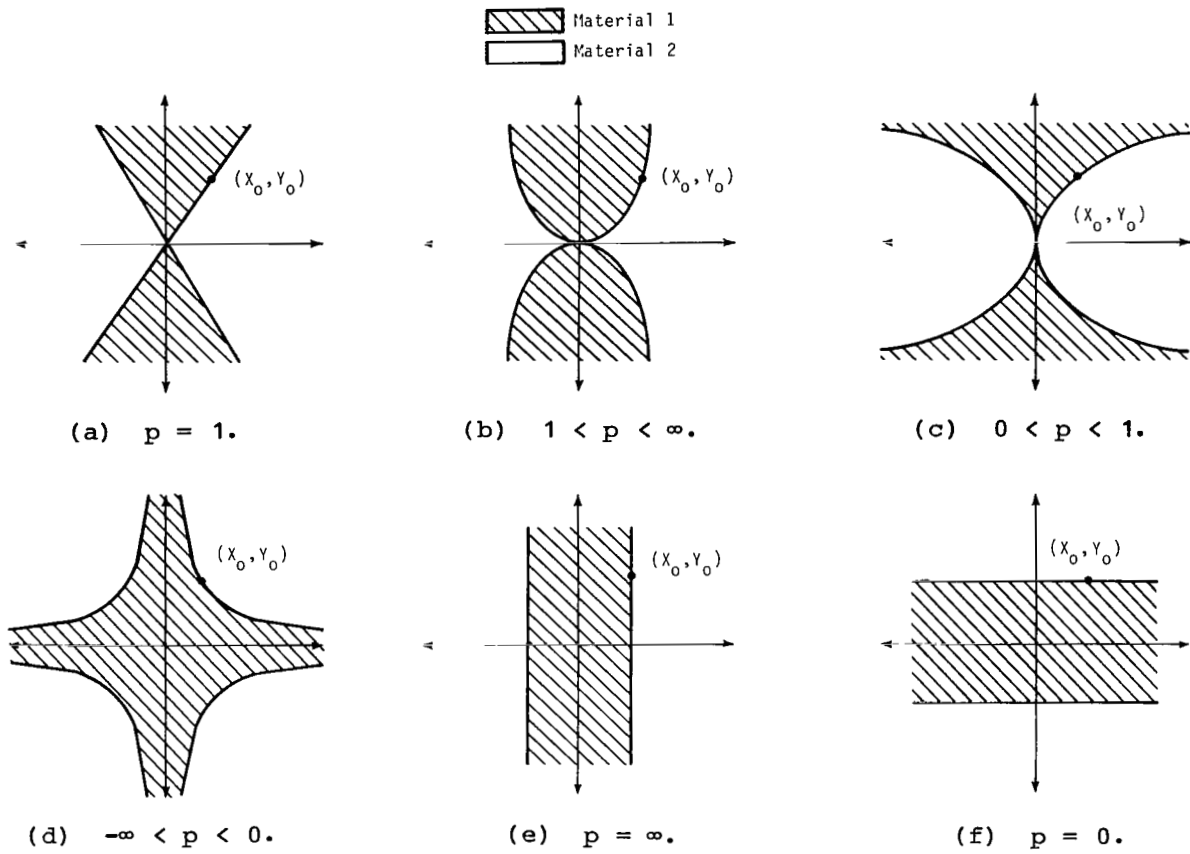 Material 1
Material 2
(X₀,Y₀)
(X₀,Y₀)
(X₀,Y₀)
(a) p = 1.
(b) 1 < p < ∞.
(c) 0 < p < 1.
(X₀,Y₀)
(X₀,Y₀)
(X₀,Y₀)
(d) -∞ < p < 0.
(e) p = ∞.
(f) p = 0.